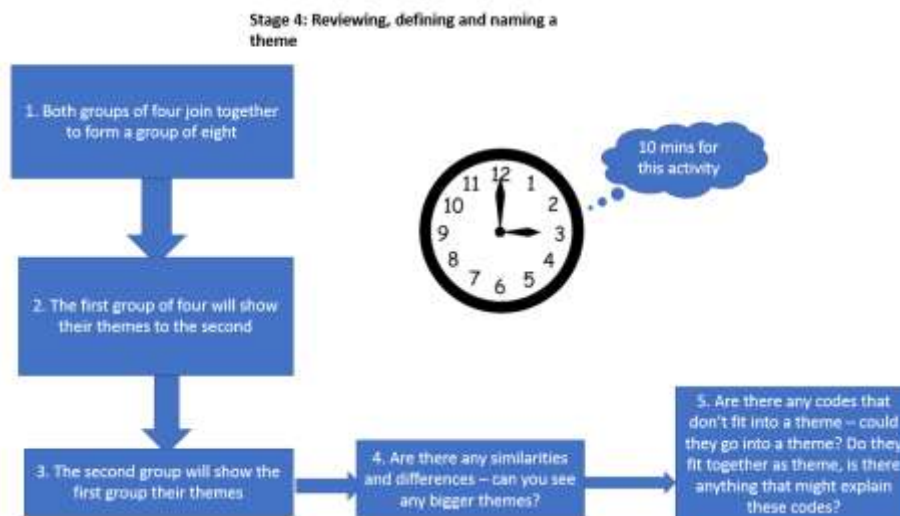 Stage 4: Reviewing, defining and naming a
theme
1. Both groups of four join together
to form a group of eight
10 mins for
this activity
12
11
1
10
2
9
3
8
4
7
5
6
2. The first group of four will show
their themes to the second
3. The second group will show the
first group their themes
4. Are there any similarities
and differences – can you see
any bigger themes?
5. Are there any codes that
don't fit into a theme – could
they go into a theme? Do they
fit together as theme, is there
anything that might explain
these codes?